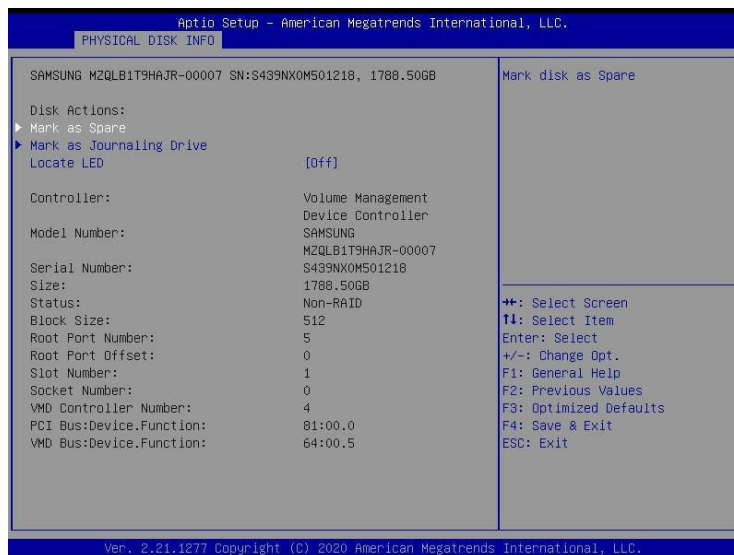 Aptio Setup – American Megatrends International, LLC.
PHYSICAL DISK INFO
SAMSUNG MZQLB1T9HAJR-00007 SN:S439NX0M501218, 1788.50GB
Disk Actions:
Mark as Spare
Mark as Journaling Drive
Locate LED [Off]
Controller: Volume Management
Device Controller
Model Number: SAMSUNG
MZQLB1T9HAJR-00007
Serial Number: S439NX0M501218
Size: 1788.50GB
Status: Non-RAID
Block Size: 512
Root Port Number: 5
Root Port Offset: 0
Slot Number: 1
Socket Number: 0
VMD Controller Number: 4
PCI Bus:Device.Function: 81:00.0
VMD Bus:Device.Function: 64:00.5
Mark disk as Spare
→←: Select Screen
↑↓: Select Item
Enter: Select
+/-: Change Opt.
F1: General Help
F2: Previous Values
F3: Optimized Defaults
F4: Save & Exit
ESC: Exit
Ver. 2.21.1277 Copyright (C) 2020 American Megatrends International, LLC.